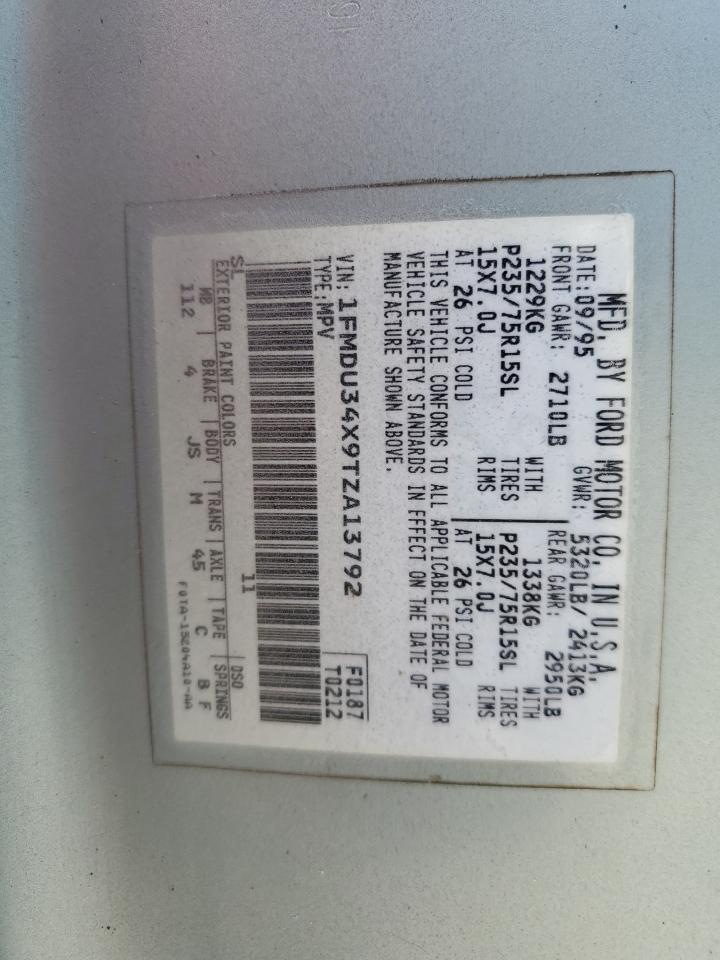 MFD. BY FORD MOTOR CO. IN U.S.A.
DATE: 09/95 GVWR: 5320LB/ 2413KG
FRONT GAWR: 2710LB REAR GAWR: 2950LB
1229KG WITH 1338KG WITH
P235/75R15SL TIRES P235/75R15SL TIRES
15X7.0J RIMS 15X7.0J RIMS
AT 26 PSI COLD AT 26 PSI COLD
THIS VEHICLE CONFORMS TO ALL APPLICABLE FEDERAL MOTOR
VEHICLE SAFETY STANDARDS IN EFFECT ON THE DATE OF
MANUFACTURE SHOWN ABOVE.
VIN: 1FMDU34X9TZA13792 F0187
TYPE: MPV T0212
SL 11
EXTERIOR PAINT COLORS DSO
WB BRAKE BODY TRANS AXLE TAPE SPRINGS
112 4 JS M 45 C B F